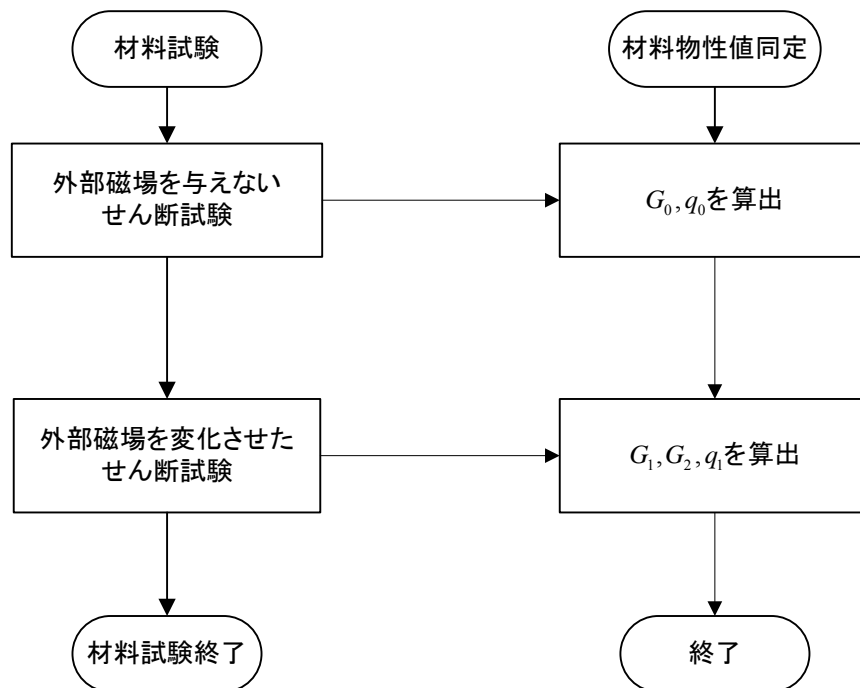 材料試験
材料物性値同定
外部磁場を与えない
せん断試験
G₀,q₀を算出
外部磁場を変化させた
せん断試験
G₁,G₂,q₁を算出
材料試験終了
終了